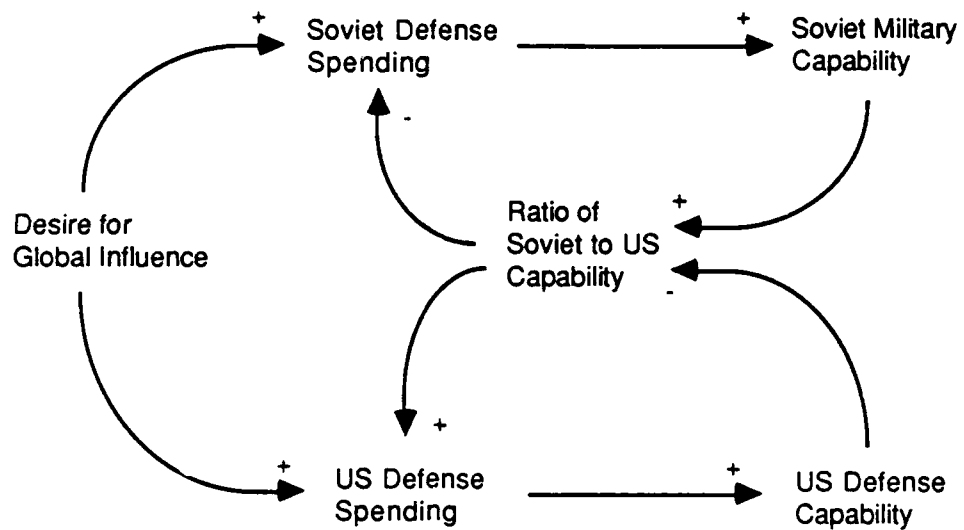 +
Soviet Defense
Spending
+
Soviet Military
Capability
-
Desire for
Global Influence
Ratio of
Soviet to US
Capability
+
-
+
+
US Defense
Spending
+
US Defense
Capability